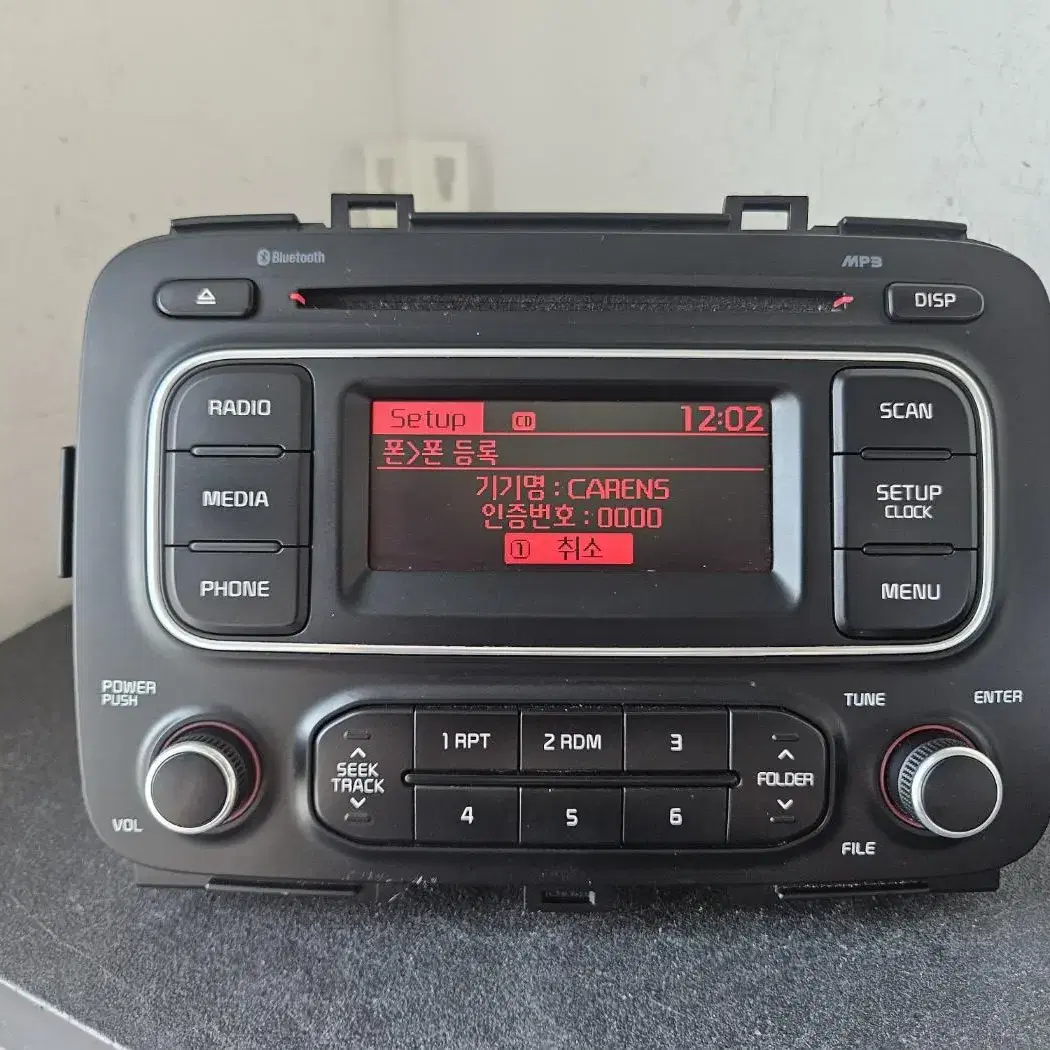 Bluetooth
MP3
DISP
RADIO
MEDIA
PHONE
Setup CD 12:02
폰>폰 등록
기기명 : CARENS
인증번호 : 0000
1 취소
SCAN
SETUP
CLOCK
MENU
POWER
PUSH
VOL
SEEK
TRACK
1 RPT
2 RDM
3
4
5
6
FOLDER
TUNE
ENTER
FILE